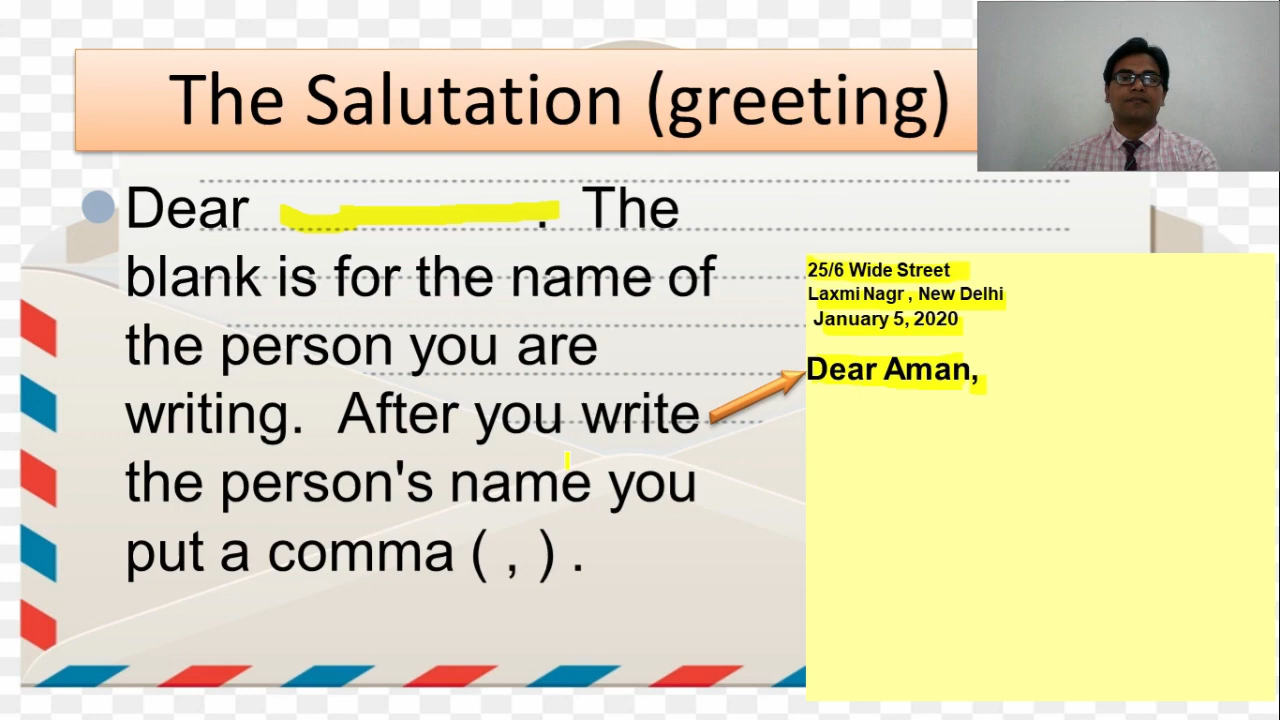 The Salutation (greeting)
Dear . The
blank is for the name of
the person you are
writing. After you write
the person's name you
put a comma ( , ) .
25/6 Wide Street
Laxmi Nagr , New Delhi
January 5, 2020
Dear Aman,